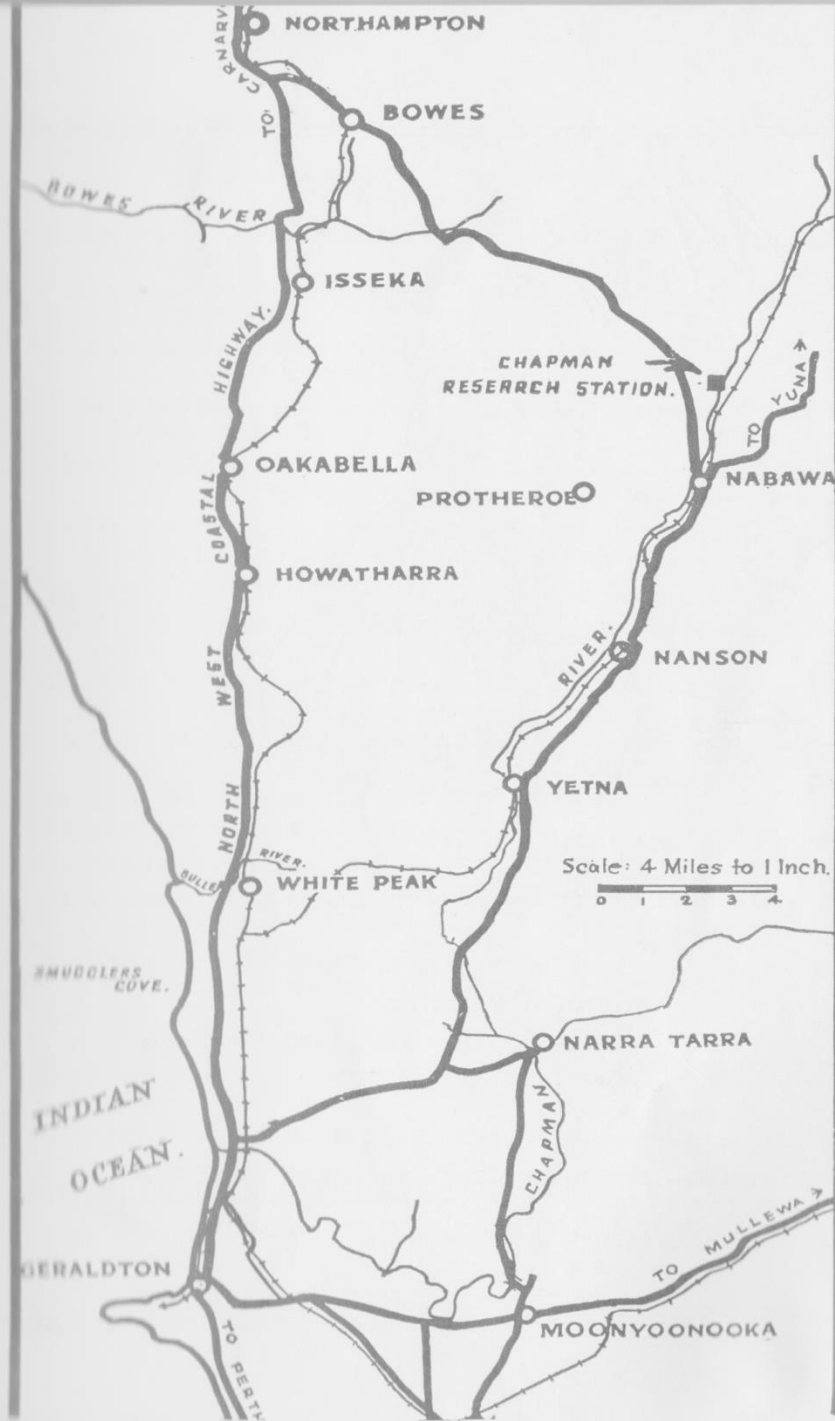 NORTHAMPTON
TO CARNARV
BOWES
BOWES RIVER
ISSEKA
HIGHWAY.
CHAPMAN
RESEARCH STATION.
TO YUNA
OAKABELLA
NABAWA
PROTHEROE
COASTAL
HOWATHARRA
RIVER.
NANSON
WEST
YETNA
NORTH
RIVER.
Scale: 4 Miles to 1 Inch.
0 1 2 3 4
BULLER
WHITE PEAK
SMUGGLERS
COVE.
NARRA TARRA
INDIAN
OCEAN.
CHAPMAN
TO MULLEWA
GERALDTON
MOONYOONOOKA
TO PERTH